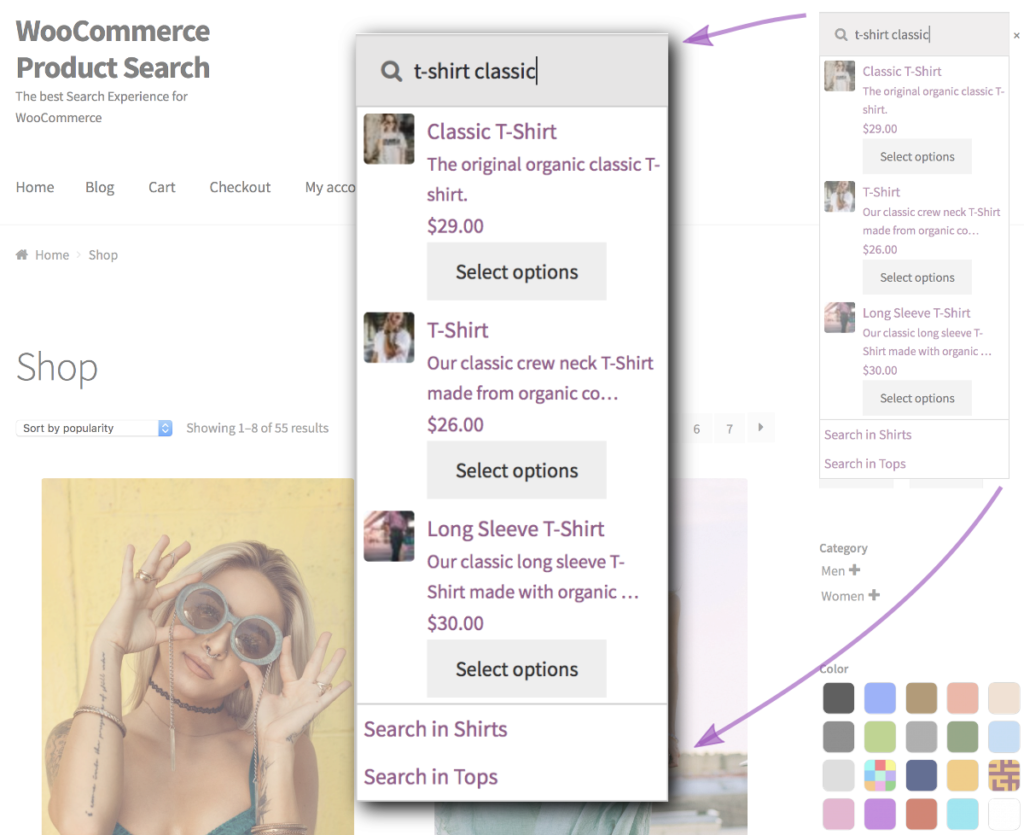 WooCommerce
Product Search
The best Search Experience for
WooCommerce
Home Blog Cart Checkout My acco
Home › Shop
Shop
Sort by popularity
Showing 1–8 of 55 results
6 7
t-shirt classic
Classic T-Shirt
The original organic classic T-
shirt.
$29.00
Select options
T-Shirt
Our classic crew neck T-Shirt
made from organic co…
$26.00
Select options
Long Sleeve T-Shirt
Our classic long sleeve T-
Shirt made with organic …
$30.00
Select options
Search in Shirts
Search in Tops
t-shirt classic
×
Classic T-Shirt
The original organic classic T-
shirt.
$29.00
Select options
T-Shirt
Our classic crew neck T-Shirt
made from organic co…
$26.00
Select options
Long Sleeve T-Shirt
Our classic long sleeve T-
Shirt made with organic …
$30.00
Select options
Search in Shirts
Search in Tops
Category
Men +
Women +
Color